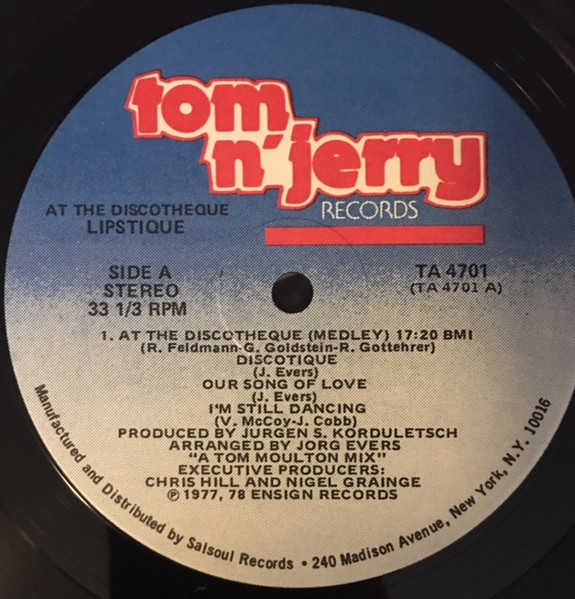 tom
n' jerry
RECORDS
AT THE DISCOTHEQUE
LIPSTIQUE
SIDE A
STEREO
33 1/3 RPM
TA 4701
(TA 4701 A)
1. AT THE DISCOTHEQUE (MEDLEY) 17:20 BMI
(R. Feldmann-G. Goldstein-R. Gottehrer)
DISCOTIQUE
(J. Evers)
OUR SONG OF LOVE
(J. Evers)
I'M STILL DANCING
(V. McCoy-J. Cobb)
PRODUCED BY JURGEN S. KORDULETSCH
ARRANGED BY JORG EVERS
"A TOM MOULTON MIX"
EXECUTIVE PRODUCERS:
CHRIS HILL AND NIGEL GRAINGE
℗ 1977, 78 ENSIGN RECORDS
Manufactured and Distributed by Salsoul Records • 240 Madison Avenue, New York, N.Y. 10016